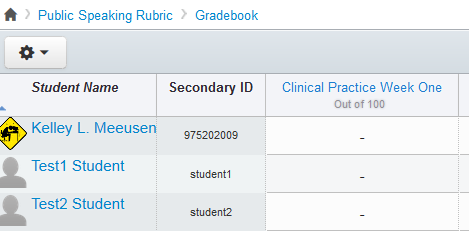 Public Speaking Rubric Gradebook
Student Name Secondary ID Clinical Practice Week One
Out of 100
Kelley L. Meeusen 975202009 -
Test1 Student student1 -
Test2 Student student2 -